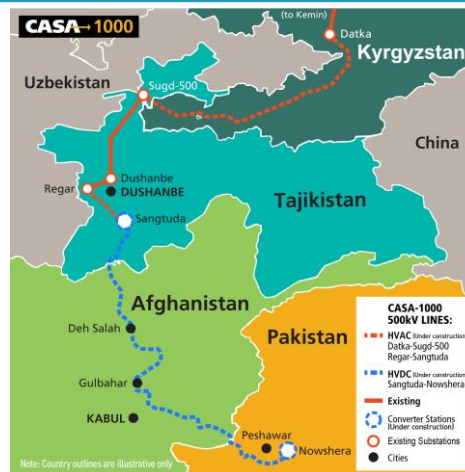 CASA→1000
(to Kemin)
Datka
Kyrgyzstan
Uzbekistan
Sugd-500
China
Dushanbe
Regar
DUSHANBE
Tajikistan
Sangtuda
Afghanistan
Deh Salah
Pakistan
Gulbahar
KABUL
Peshawar
Nowshera
CASA-1000
500kV LINES:
HVAC (Under construction)
Datka-Sugd-500
Regar-Sangtuda
HVDC (Under construction)
Sangtuda-Nowshera
Existing
Converter Stations
(Under construction)
Existing Substations
Cities
Note: Country outlines are illustrative only